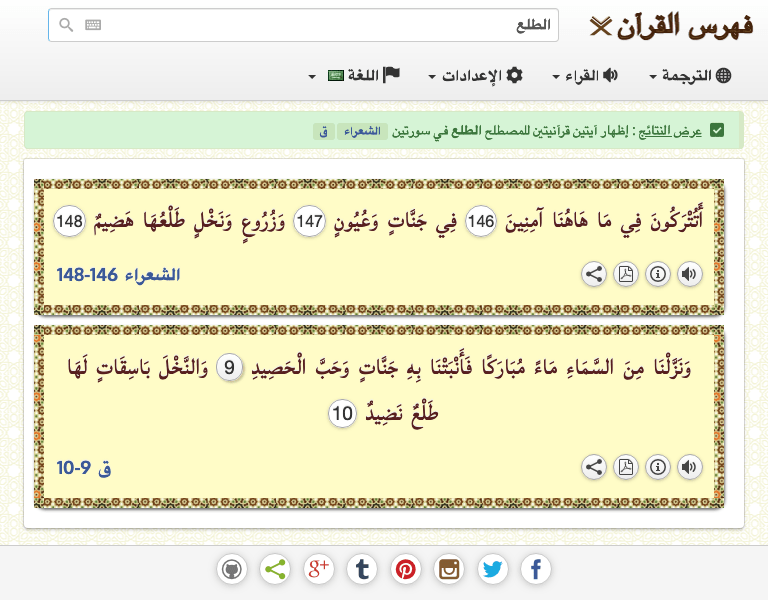 فهرس القرآن
الطلع
الترجمة القراء الإعدادات اللغة
عرض النتائج : إظهار آيتين قرآنيتين للمصطلح الطلع في سورتين الشعراء ق
أَتُتْرَكُونَ فِي مَا هَاهُنَا آمِنِينَ 146 فِي جَنَّاتٍ وَعُيُونٍ 147 وَزُرُوعٍ وَنَخْلٍ طَلْعُهَا هَضِيمٌ 148
الشعراء 146-148
وَنَزَّلْنَا مِنَ السَّمَاءِ مَاءً مُبَارَكًا فَأَنْبَتْنَا بِهِ جَنَّاتٍ وَحَبَّ الْحَصِيدِ 9 وَالنَّخْلَ بَاسِقَاتٍ لَهَا
طَلْعٌ نَضِيدٌ 10
ق 9-10